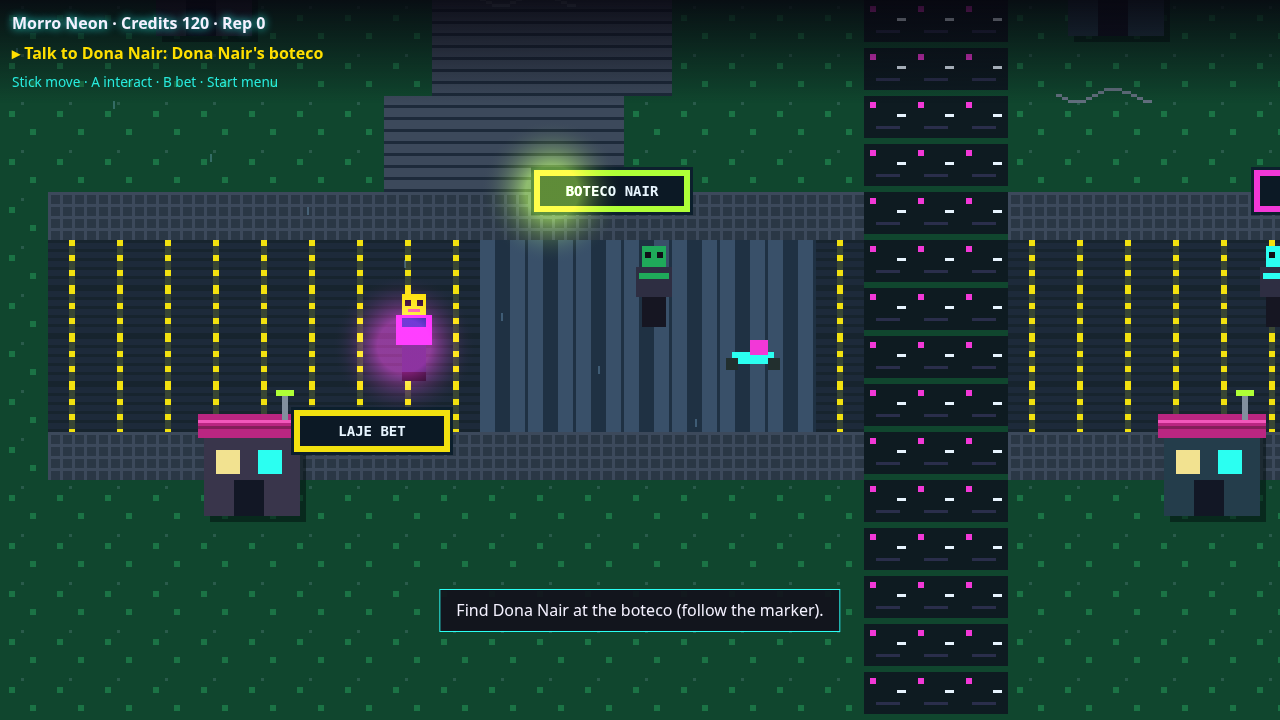 Morro Neon · Credits 120 · Rep 0
▸ Talk to Dona Nair: Dona Nair's boteco
Stick move · A interact · B bet · Start menu
BOTECO NAIR
LAJE BET
Find Dona Nair at the boteco (follow the marker).